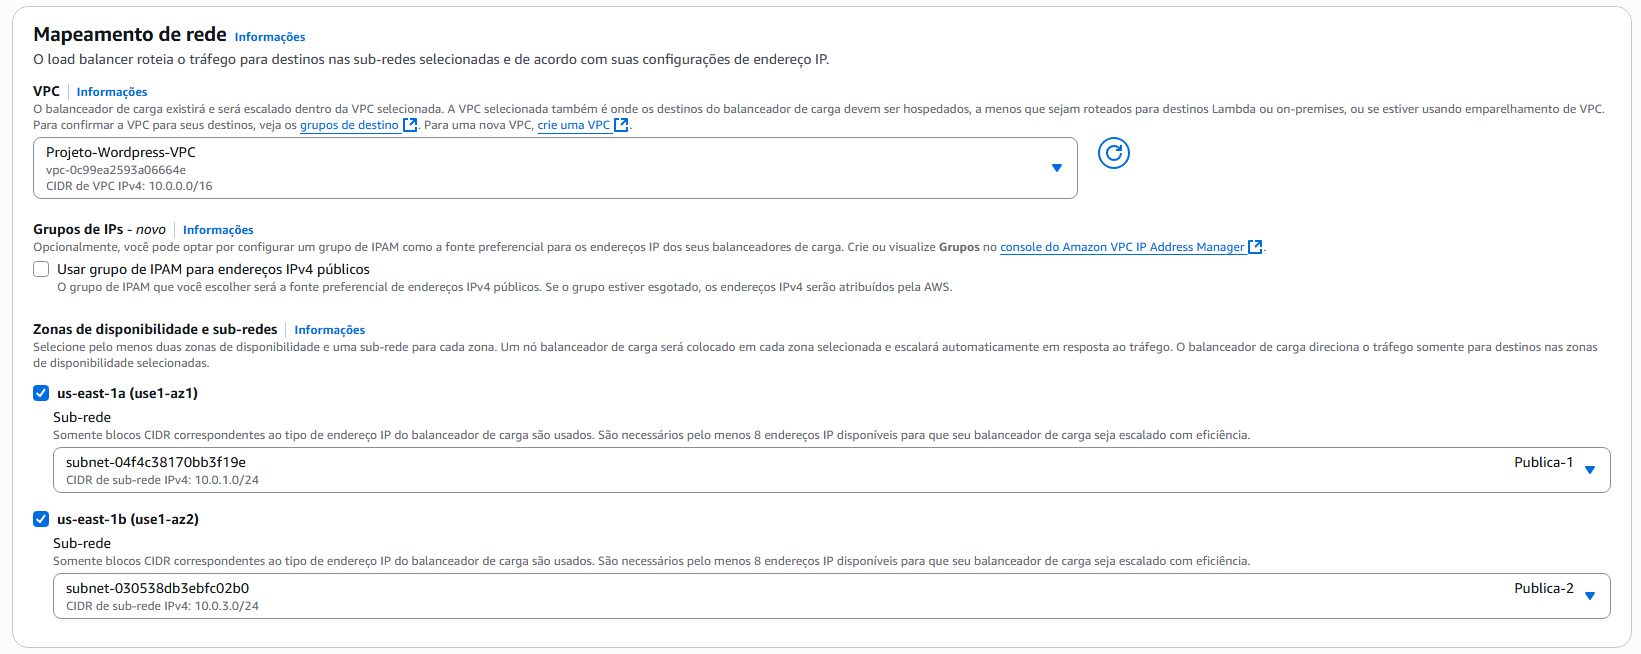 Mapeamento de rede Informações
O load balancer roteia o tráfego para destinos nas sub-redes selecionadas e de acordo com suas configurações de endereço IP.
VPC Informações
O balanceador de carga existirá e será escalado dentro da VPC selecionada. A VPC selecionada também é onde os destinos do balanceador de carga devem ser hospedados, a menos que sejam roteados para destinos Lambda ou on-premises, ou se estiver usando emparelhamento de VPC.
Para confirmar a VPC para seus destinos, veja os grupos de destino. Para uma nova VPC, crie uma VPC.
Projeto-Wordpress-VPC
vpc-0c99ea2593a06664e
CIDR de VPC IPv4: 10.0.0.0/16
Grupos de IPs - novo Informações
Opcionalmente, você pode optar por configurar um grupo de IPAM como a fonte preferencial para os endereços IP dos seus balanceadores de carga. Crie ou visualize Grupos no console do Amazon VPC IP Address Manager.
Usar grupo de IPAM para endereços IPv4 públicos
O grupo de IPAM que você escolher será a fonte preferencial de endereços IPv4 públicos. Se o grupo estiver esgotado, os endereços IPv4 serão atribuídos pela AWS.
Zonas de disponibilidade e sub-redes Informações
Selecione pelo menos duas zonas de disponibilidade e uma sub-rede para cada zona. Um nó balanceador de carga será colocado em cada zona selecionada e escalará automaticamente em resposta ao tráfego. O balanceador de carga direciona o tráfego somente para destinos nas zonas
de disponibilidade selecionadas.
us-east-1a (use1-az1)
Sub-rede
Somente blocos CIDR correspondentes ao tipo de endereço IP do balanceador de carga são usados. São necessários pelo menos 8 endereços IP disponíveis para que seu balanceador de carga seja escalado com eficiência.
subnet-04f4c38170bb3f19e Publica-1
CIDR de sub-rede IPv4: 10.0.1.0/24
us-east-1b (use1-az2)
Sub-rede
Somente blocos CIDR correspondentes ao tipo de endereço IP do balanceador de carga são usados. São necessários pelo menos 8 endereços IP disponíveis para que seu balanceador de carga seja escalado com eficiência.
subnet-030538db3ebfc02b0 Publica-2
CIDR de sub-rede IPv4: 10.0.3.0/24